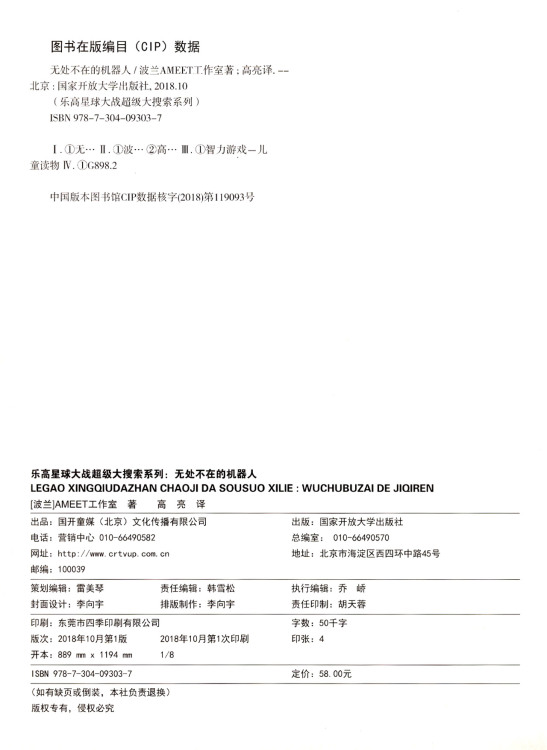 图书在版编目（CIP）数据
无处不在的机器人 / 波兰AMEET工作室著；高亮译. --
北京：国家开放大学出版社, 2018.10
（乐高星球大战超级大搜索系列）
ISBN 978-7-304-09303-7
Ⅰ. ①无… Ⅱ. ①波… ②高… Ⅲ. ①智力游戏—儿
童读物 Ⅳ. ①G898.2
中国版本图书馆CIP数据核字(2018)第119093号
乐高星球大战超级大搜索系列：无处不在的机器人
LEGAO XINGQIUDAZHAN CHAOJI DA SOUSUO XILIE : WUCHUBUZAI DE JIQIREN
[波兰]AMEET工作室 著 高 亮 译
出品：国开童媒（北京）文化传播有限公司 出版：国家开放大学出版社
电话：营销中心 010-66490582 总编室： 010-66490570
网址：http://www.crtvup.com.cn 地址：北京市海淀区西四环中路45号
邮编：100039
策划编辑：雷美琴 责任编辑：韩雪松 执行编辑：乔 峤
封面设计：李向宇 排版制作：李向宇 责任印制：胡天蓉
印刷：东莞市四季印刷有限公司 字数：50千字
版次：2018年10月第1版 2018年10月第1次印刷 印张：4
开本：889 mm x 1194 mm 1/8
ISBN 978-7-304-09303-7 定价：58.00元
（如有缺页或倒装，本社负责退换）
版权专有，侵权必究